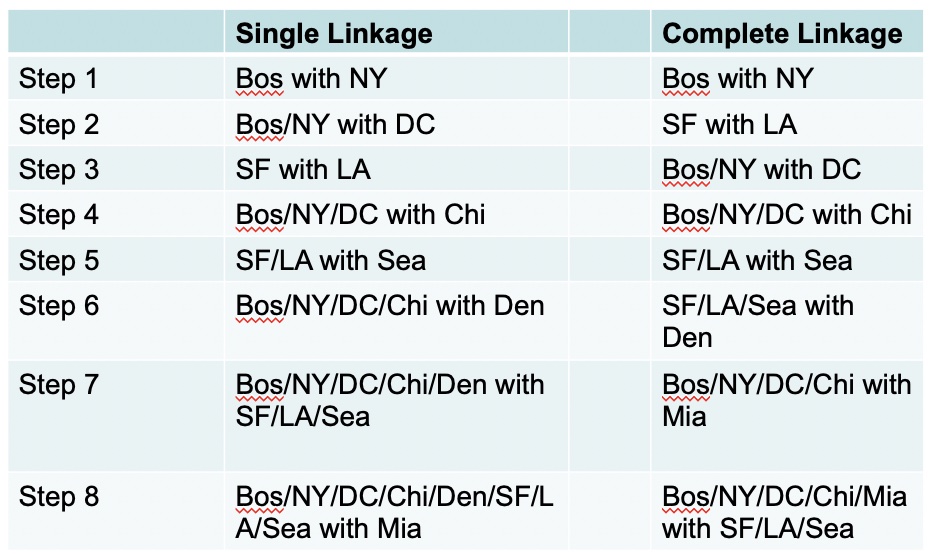 Single Linkage Complete Linkage
Step 1 Bos with NY Bos with NY
Step 2 Bos/NY with DC SF with LA
Step 3 SF with LA Bos/NY with DC
Step 4 Bos/NY/DC with Chi Bos/NY/DC with Chi
Step 5 SF/LA with Sea SF/LA with Sea
Step 6 Bos/NY/DC/Chi with Den SF/LA/Sea with
Den
Step 7 Bos/NY/DC/Chi/Den with Bos/NY/DC/Chi with
SF/LA/Sea Mia
Step 8 Bos/NY/DC/Chi/Den/SF/L Bos/NY/DC/Chi/Mia
A/Sea with Mia with SF/LA/Sea